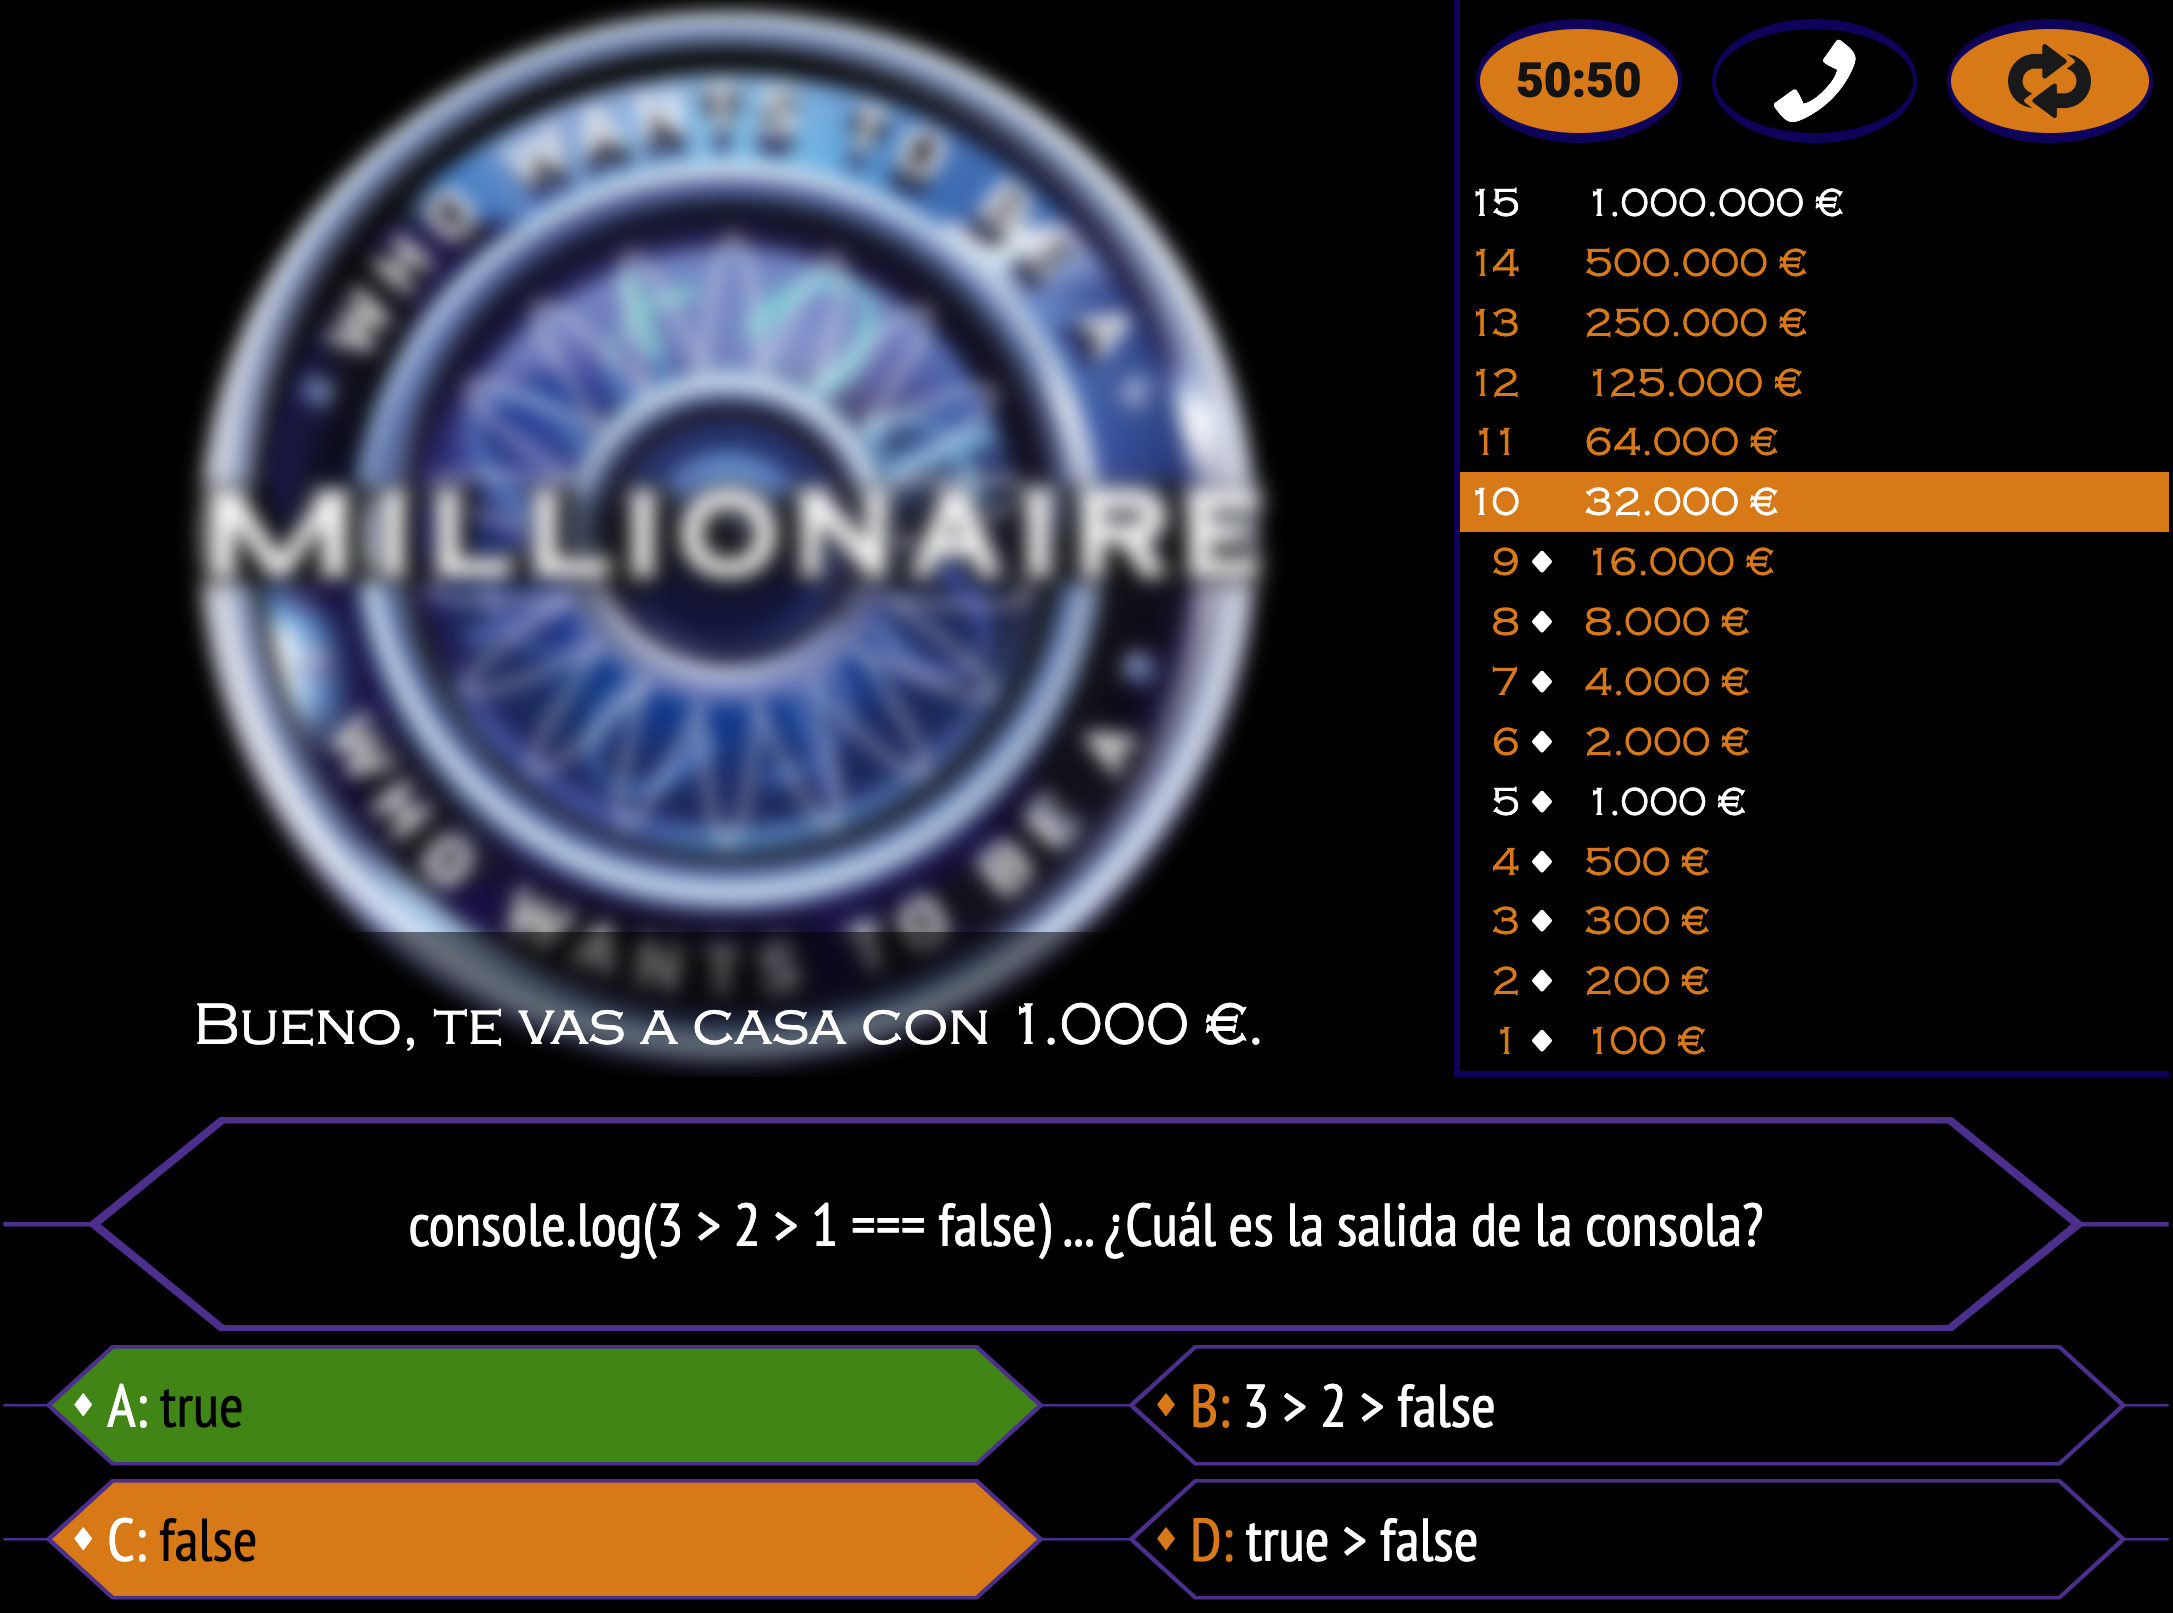 WHO WANTS TO BE A
MILLIONAIRE
WHO WANTS TO BE A
BUENO, TE VAS A CASA CON 1.000 €.
50:50
15 1.000.000 €
14 500.000 €
13 250.000 €
12 125.000 €
11 64.000 €
10 32.000 €
9 ♦ 16.000 €
8 ♦ 8.000 €
7 ♦ 4.000 €
6 ♦ 2.000 €
5 ♦ 1.000 €
4 ♦ 500 €
3 ♦ 300 €
2 ♦ 200 €
1 ♦ 100 €
console.log(3 > 2 > 1 === false) ... ¿Cuál es la salida de la consola?
♦ A: true
♦ B: 3 > 2 > false
♦ C: false
♦ D: true > false